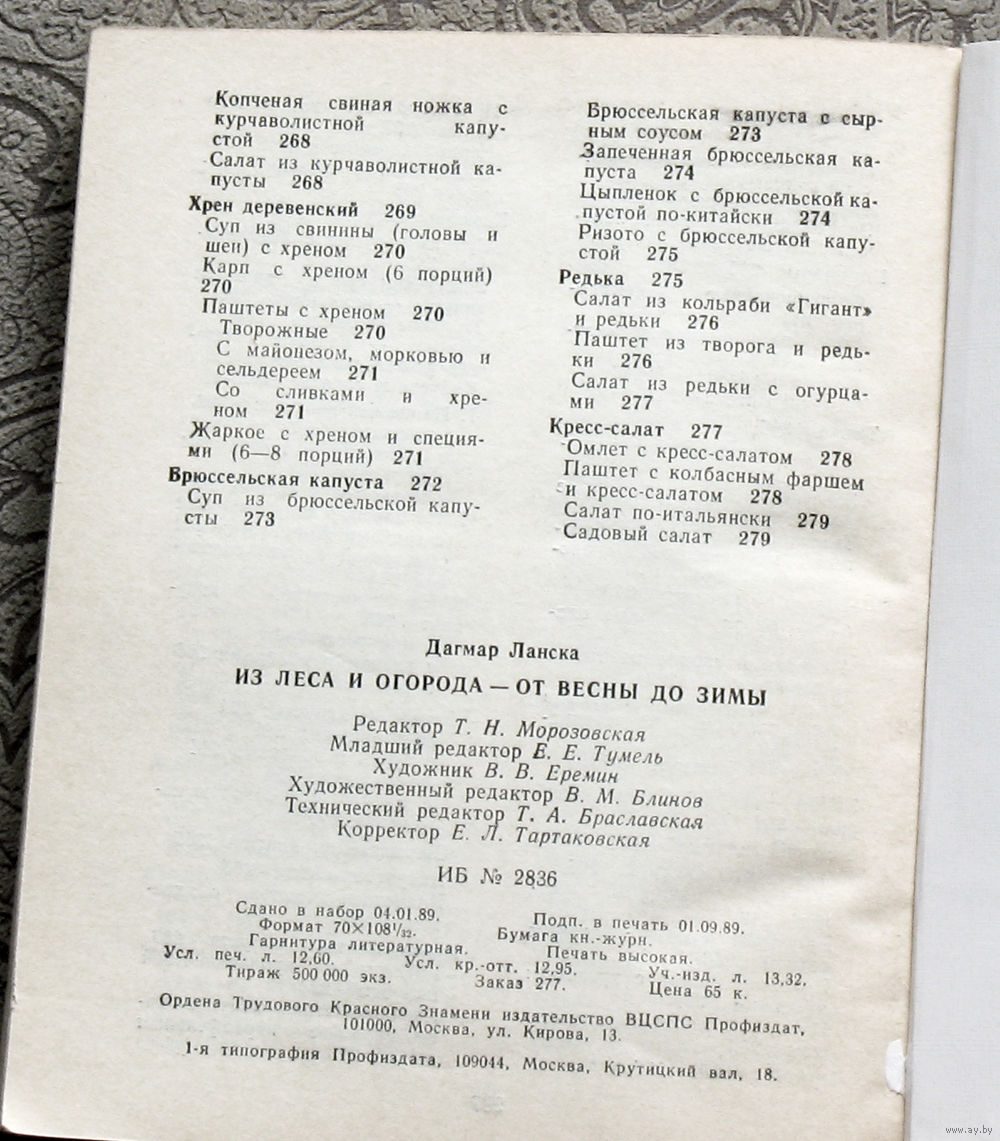 Копченая свиная ножка с
курчаволистной капу-
стой 268
Салат из курчаволистной ка-
пусты 268
Хрен деревенский 269
Суп из свинины (головы и
шеи) с хреном 270
Карп с хреном (6 порций)
270
Паштеты с хреном 270
Творожные 270
С майонезом, морковью и
сельдереем 271
Со сливками и хре-
ном 271
Жаркое с хреном и специя-
ми (6—8 порций) 271
Брюссельская капуста 272
Суп из брюссельской капу-
сты 273
Брюссельская капуста с сыр-
ным соусом 273
Запеченная брюссельская ка-
пуста 274
Цыпленок с брюссельской ка-
пустой по-китайски 274
Ризото с брюссельской капу-
стой 275
Редька 275
Салат из кольраби «Гигант»
и редьки 276
Паштет из творога и редь-
ки 276
Салат из редьки с огурца-
ми 277
Кресс-салат 277
Омлет с кресс-салатом 278
Паштет с колбасным фаршем
и кресс-салатом 278
Салат по-итальянски 279
Садовый салат 279
Дагмар Ланска
ИЗ ЛЕСА И ОГОРОДА — ОТ ВЕСНЫ ДО ЗИМЫ
Редактор Т. Н. Морозовская
Младший редактор Е. Е. Тумель
Художник В. В. Еремин
Художественный редактор В. М. Блинов
Технический редактор Т. А. Браславская
Корректор Е. Л. Тартаковская
ИБ № 2836
Сдано в набор 04.01.89. Подп. в печать 01.09.89.
Формат 70×108¹/₃₂. Бумага кн.-журн.
Гарнитура литературная. Печать высокая.
Усл. печ. л. 12,60. Усл. кр.-отт. 12,95. Уч.-изд. л. 13,32.
Тираж 500 000 экз. Заказ 277. Цена 65 к.
Ордена Трудового Красного Знамени издательство ВЦСПС Профиздат,
101000, Москва, ул. Кирова, 13.
1-я типография Профиздата, 109044, Москва, Крутицкий вал, 18.
www.ay.by